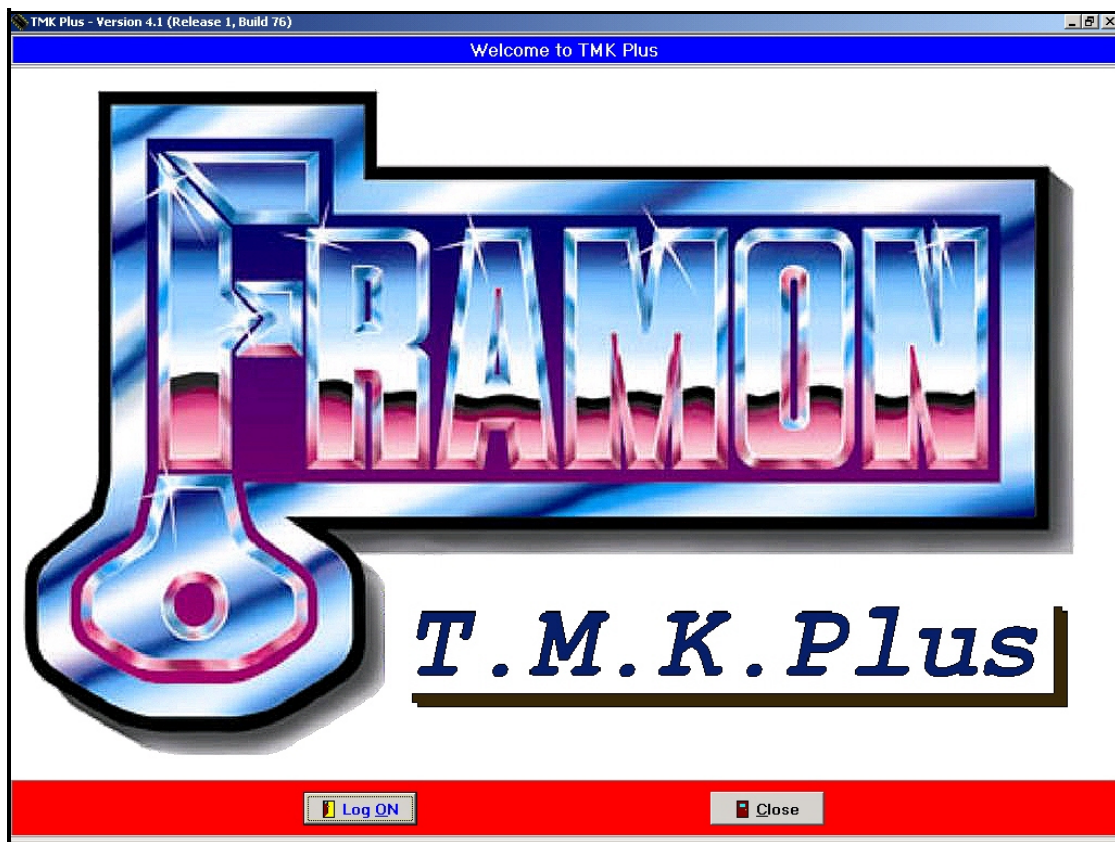 TMK Plus - Version 4.1 (Release 1, Build 76)
Welcome to TMK Plus
FRAMON
T.M.K.Plus
Log ON
Close